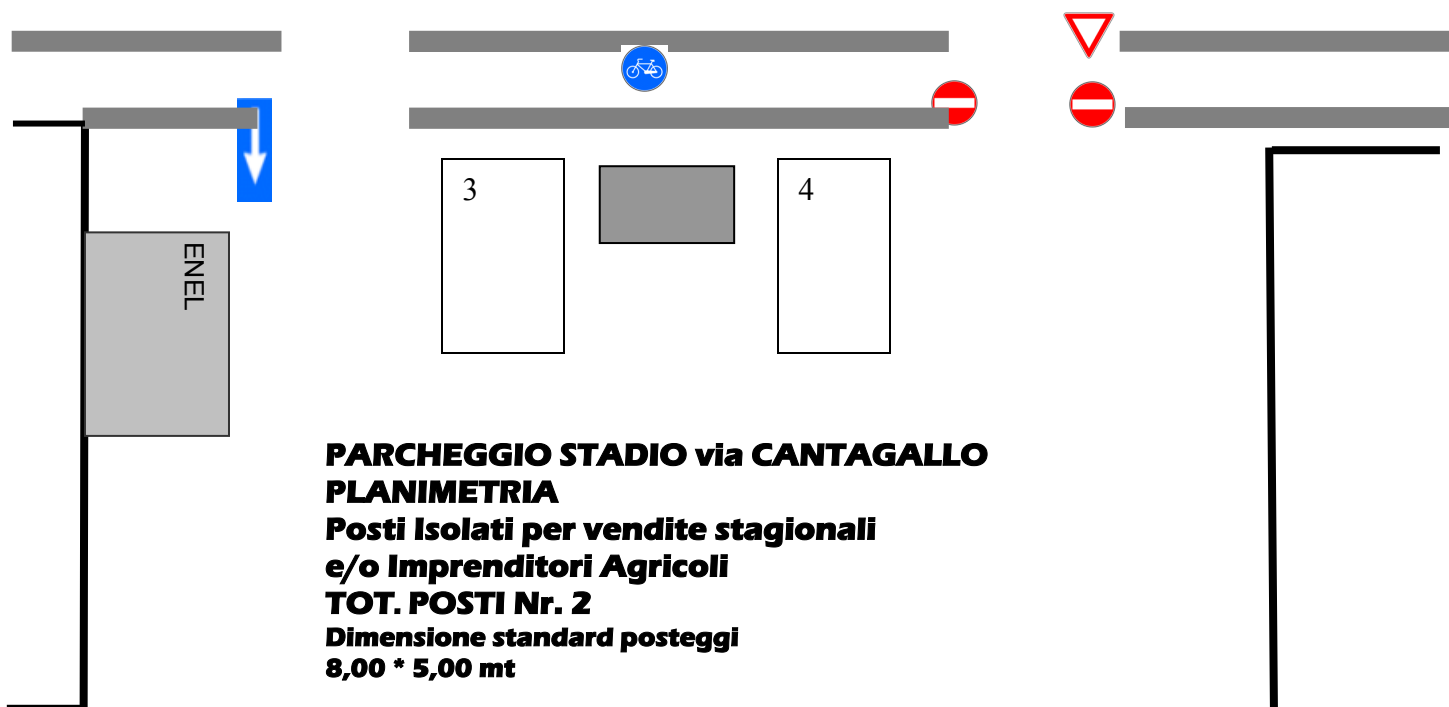 3
4
ENEL
PARCHEGGIO STADIO via CANTAGALLO
PLANIMETRIA
Posti Isolati per vendite stagionali
e/o Imprenditori Agricoli
TOT. POSTI Nr. 2
Dimensione standard posteggi
8,00 * 5,00 mt